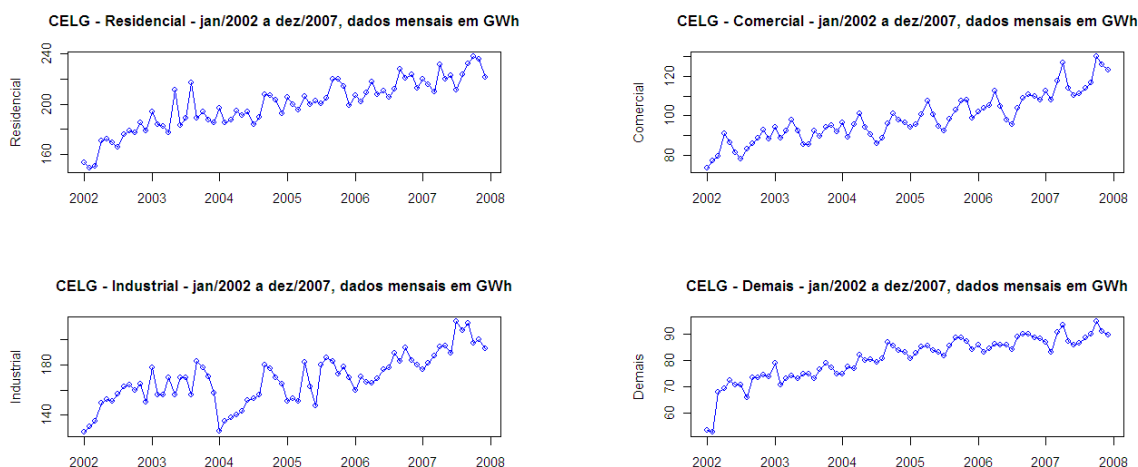 CELG - Residencial - jan/2002 a dez/2007, dados mensais em GWh
Residencial
160 200 240
2002 2003 2004 2005 2006 2007 2008
CELG - Comercial - jan/2002 a dez/2007, dados mensais em GWh
Comercial
80 100 120
2002 2003 2004 2005 2006 2007 2008
CELG - Industrial - jan/2002 a dez/2007, dados mensais em GWh
Industrial
140 180
2002 2003 2004 2005 2006 2007 2008
CELG - Demais - jan/2002 a dez/2007, dados mensais em GWh
Demais
60 70 80 90
2002 2003 2004 2005 2006 2007 2008